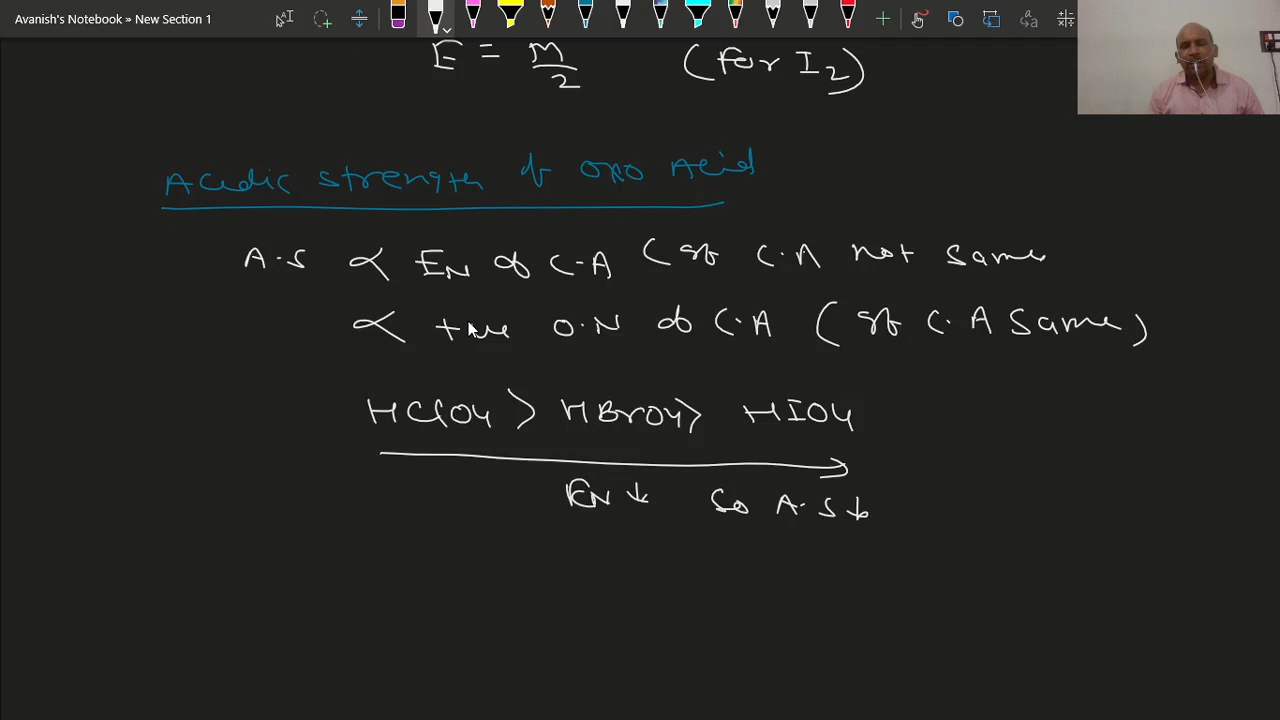 Avanish's Notebook » New Section 1
E = M/2 (for I2)
Acidic strength of oxo Acid
A.S ∝ EN of C.A (If C.A not same
∝ +ve O.N of C.A (If C.A same)
HClO4 > HBrO4 > HIO4
EN ↓ So A.S ↓